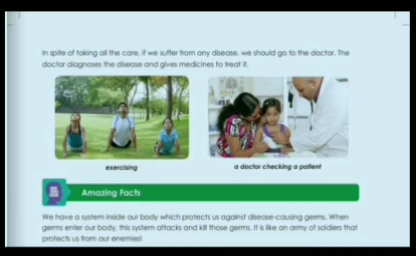 In spite of taking all the care, if we suffer from any disease, we should go to the doctor. The
doctor diagnoses the disease and gives medicines to treat it.
exercising
a doctor checking a patient
Amazing Facts
We have a system inside our body which protects us against disease-causing germs. When
germs enter our body, this system attacks and kill those germs. It is like an army of soldiers that
protects us from our enemies!